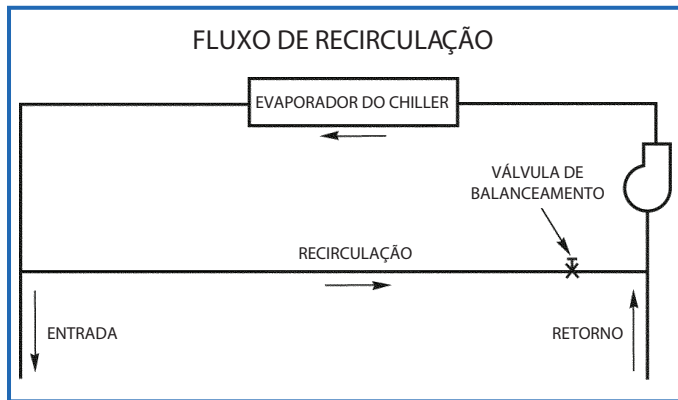 FLUXO DE RECIRCULAÇÃO
EVAPORADOR DO CHILLER
VÁLVULA DE
BALANCEAMENTO
RECIRCULAÇÃO
ENTRADA
RETORNO